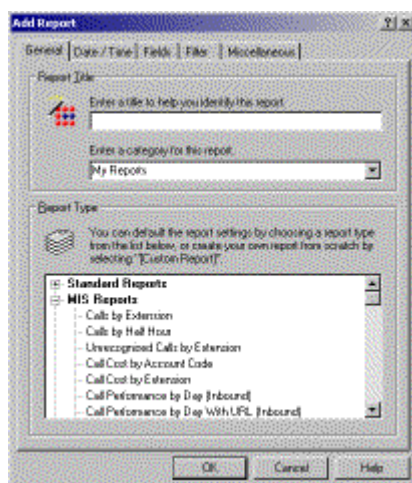 Add Report
General Date / Time Fields Filter Miscellaneous
Report Title
Enter a title to help you identify this report.
Enter a category for this report.
My Reports
Report Type
You can default the report settings by choosing a report type
from the list below, or create your own report from scratch by
selecting "[Custom Report]".
Standard Reports
MIS Reports
Calls by Extension
Calls by Half Hour
Unrecognised Calls by Extension
Call Cost by Account Code
Call Cost by Extension
Call Performance by Day (Inbound)
Call Performance by Day With URL (Inbound)
OK Cancel Help